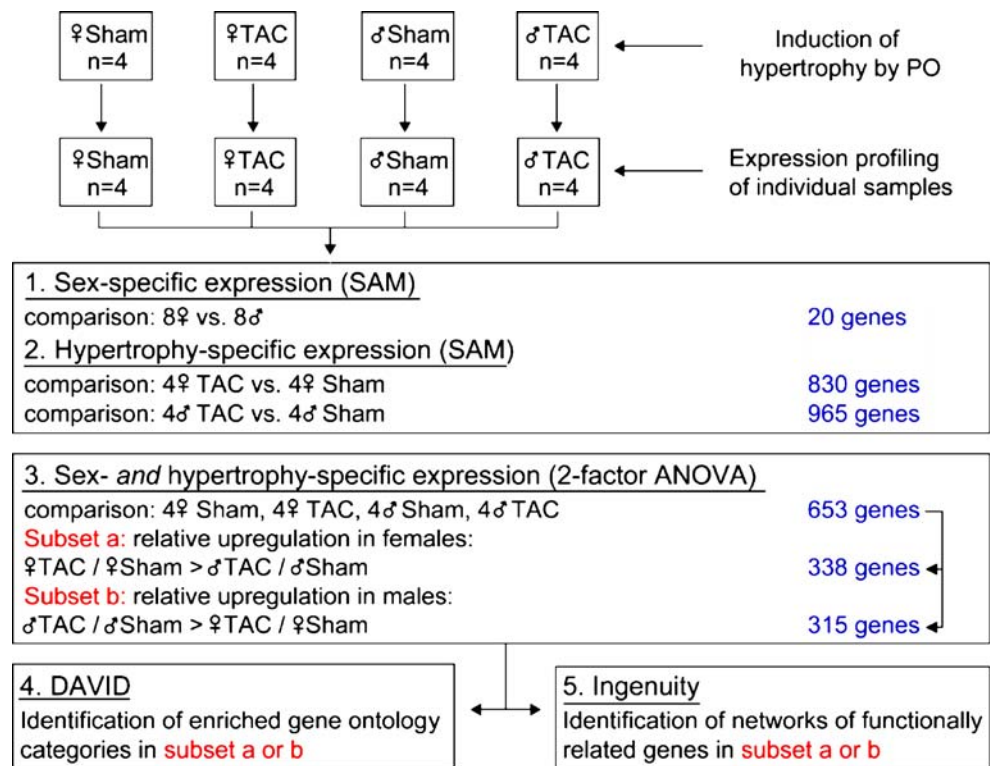 ♀Sham ♀TAC ♂Sham ♂TAC
n=4 n=4 n=4 n=4
Induction of
hypertrophy by PO
♀Sham ♀TAC ♂Sham ♂TAC
n=4 n=4 n=4 n=4
Expression profiling
of individual samples
1. Sex-specific expression (SAM)
comparison: 8♀ vs. 8♂ 20 genes
2. Hypertrophy-specific expression (SAM)
comparison: 4♀ TAC vs. 4♀ Sham 830 genes
comparison: 4♂ TAC vs. 4♂ Sham 965 genes
3. Sex- and hypertrophy-specific expression (2-factor ANOVA)
comparison: 4♀ Sham, 4♀ TAC, 4♂ Sham, 4♂ TAC 653 genes
Subset a: relative upregulation in females:
♀TAC / ♀Sham > ♂TAC / ♂Sham 338 genes
Subset b: relative upregulation in males:
♂TAC / ♂Sham > ♀TAC / ♀Sham 315 genes
4. DAVID
Identification of enriched gene ontology
categories in subset a or b
5. Ingenuity
Identification of networks of functionally
related genes in subset a or b